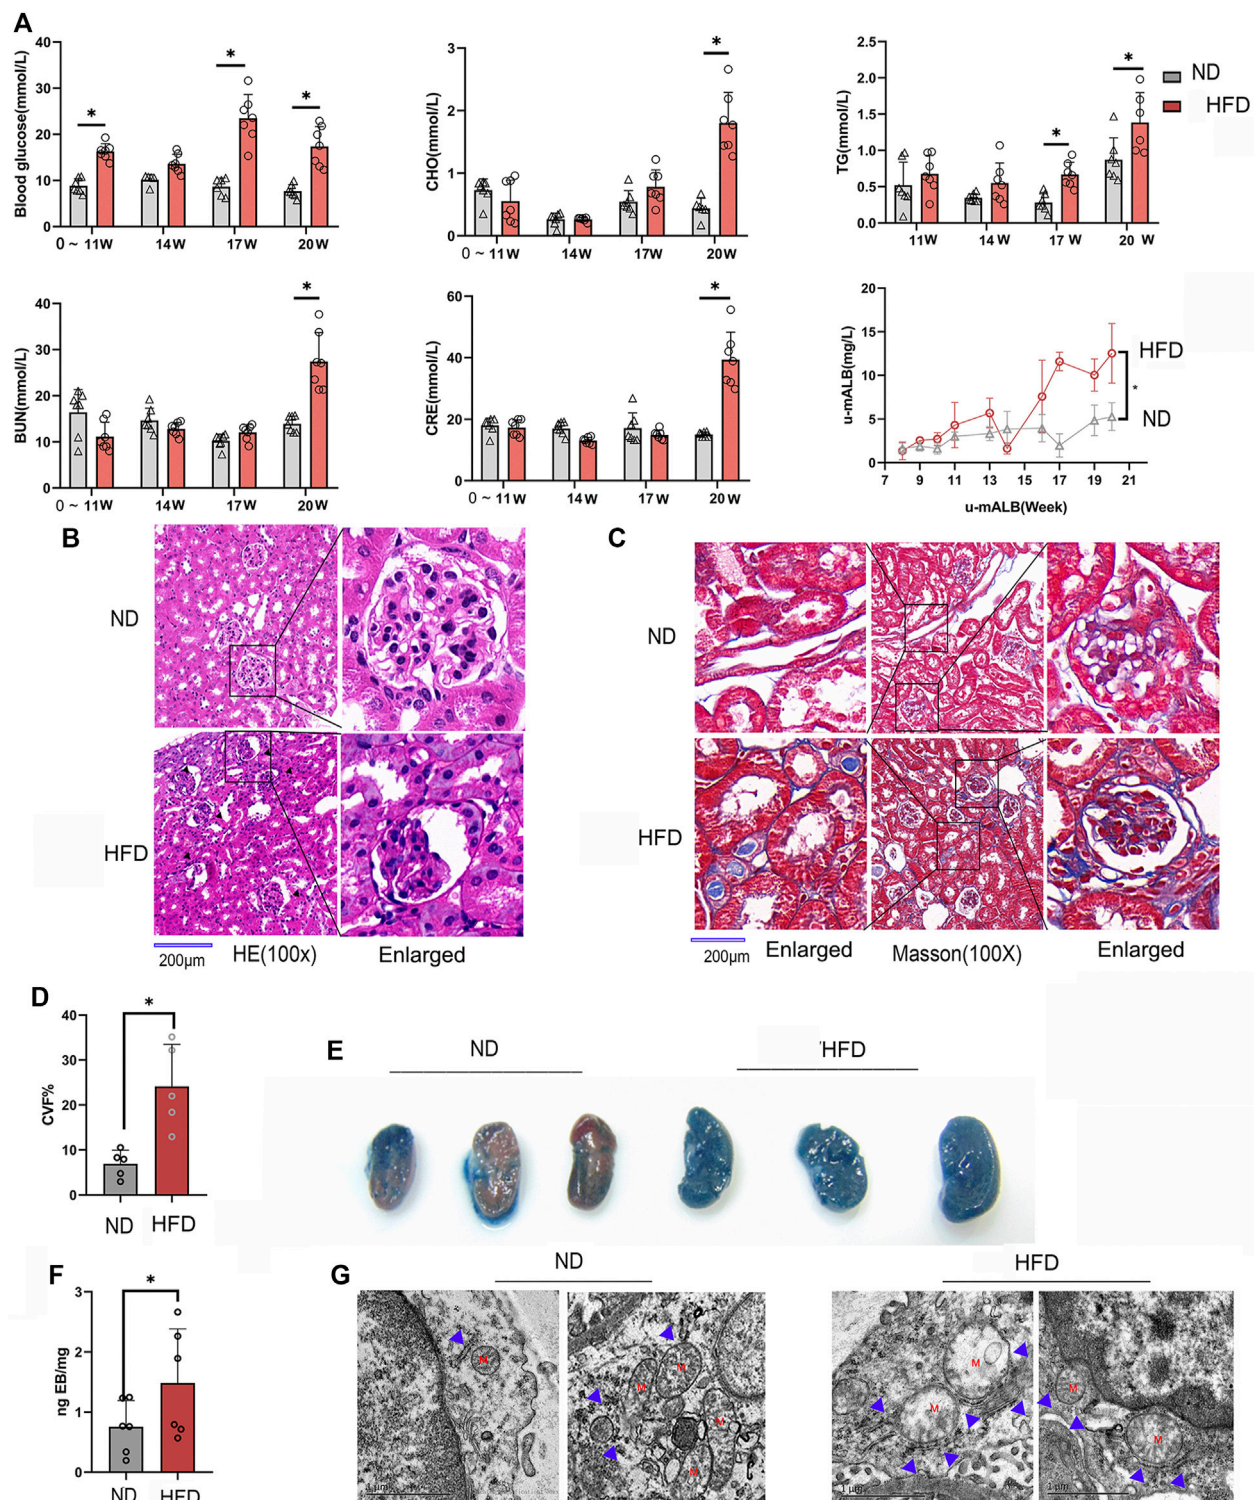 A
Blood glucose(mmol/L)
40
30
20
10
0
*
*
*
0 ~ 11W 14W 17W 20W
CHO(mmol/L)
3
2
1
0
*
0 ~ 11W 14W 17W 20W
TG(mmol/L)
2.5
2.0
1.5
1.0
0.5
0.0
*
*
11W 14 W 17 W 20 W
ND
HFD
BUN(mmol/L)
40
30
20
10
0
*
0 ~ 11W 14W 17W 20W
CRE(mmol/L)
60
40
20
0
*
0 ~ 11W 14W 17W 20W
u-mALB(mg/L)
20
15
10
5
0
HFD
*
ND
7 9 11 13 15 17 19 21
u-mALB(Week)
B
ND
HFD
200μm HE(100x) Enlarged
C
ND
HFD
200μm Enlarged Masson(100X) Enlarged
D
CVF%
40
30
20
10
0
*
ND HFD
E
ND HFD
F
ng EB/mg
3
2
1
0
*
ND HFD
G
ND HFD
M
M
M
M
M
M
M
M
M
1 μm
1 μm
1 μm